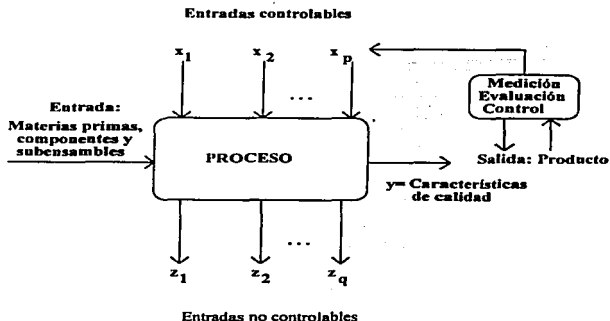 Entradas controlables
x1 x2 ... xp
Medición
Evaluación
Control
Entrada:
Materias primas,
componentes y
subensambles
PROCESO
Salida: Producto
y= Características
de calidad
z1 z2 ... zq
Entradas no controlables